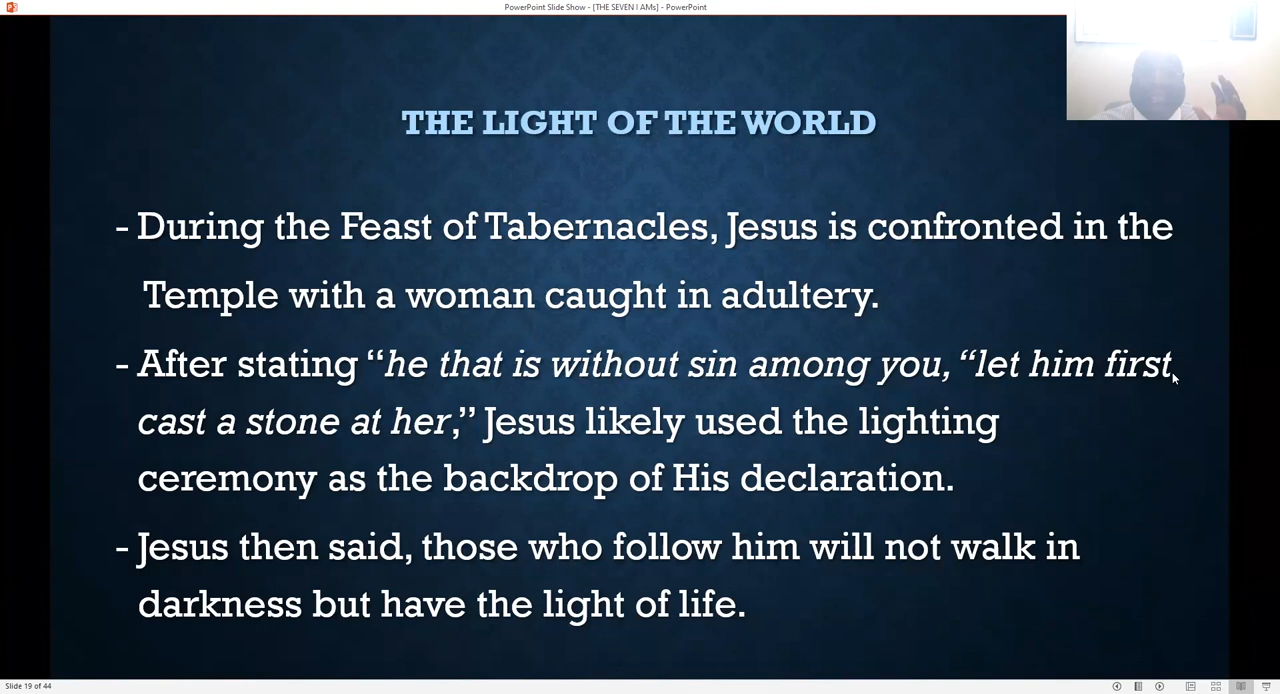 PowerPoint Slide Show - [THE SEVEN I AMs] - PowerPoint
THE LIGHT OF THE WORLD
- During the Feast of Tabernacles, Jesus is confronted in the
Temple with a woman caught in adultery.
- After stating “he that is without sin among you, “let him first
cast a stone at her,” Jesus likely used the lighting
ceremony as the backdrop of His declaration.
- Jesus then said, those who follow him will not walk in
darkness but have the light of life.
Slide 19 of 44